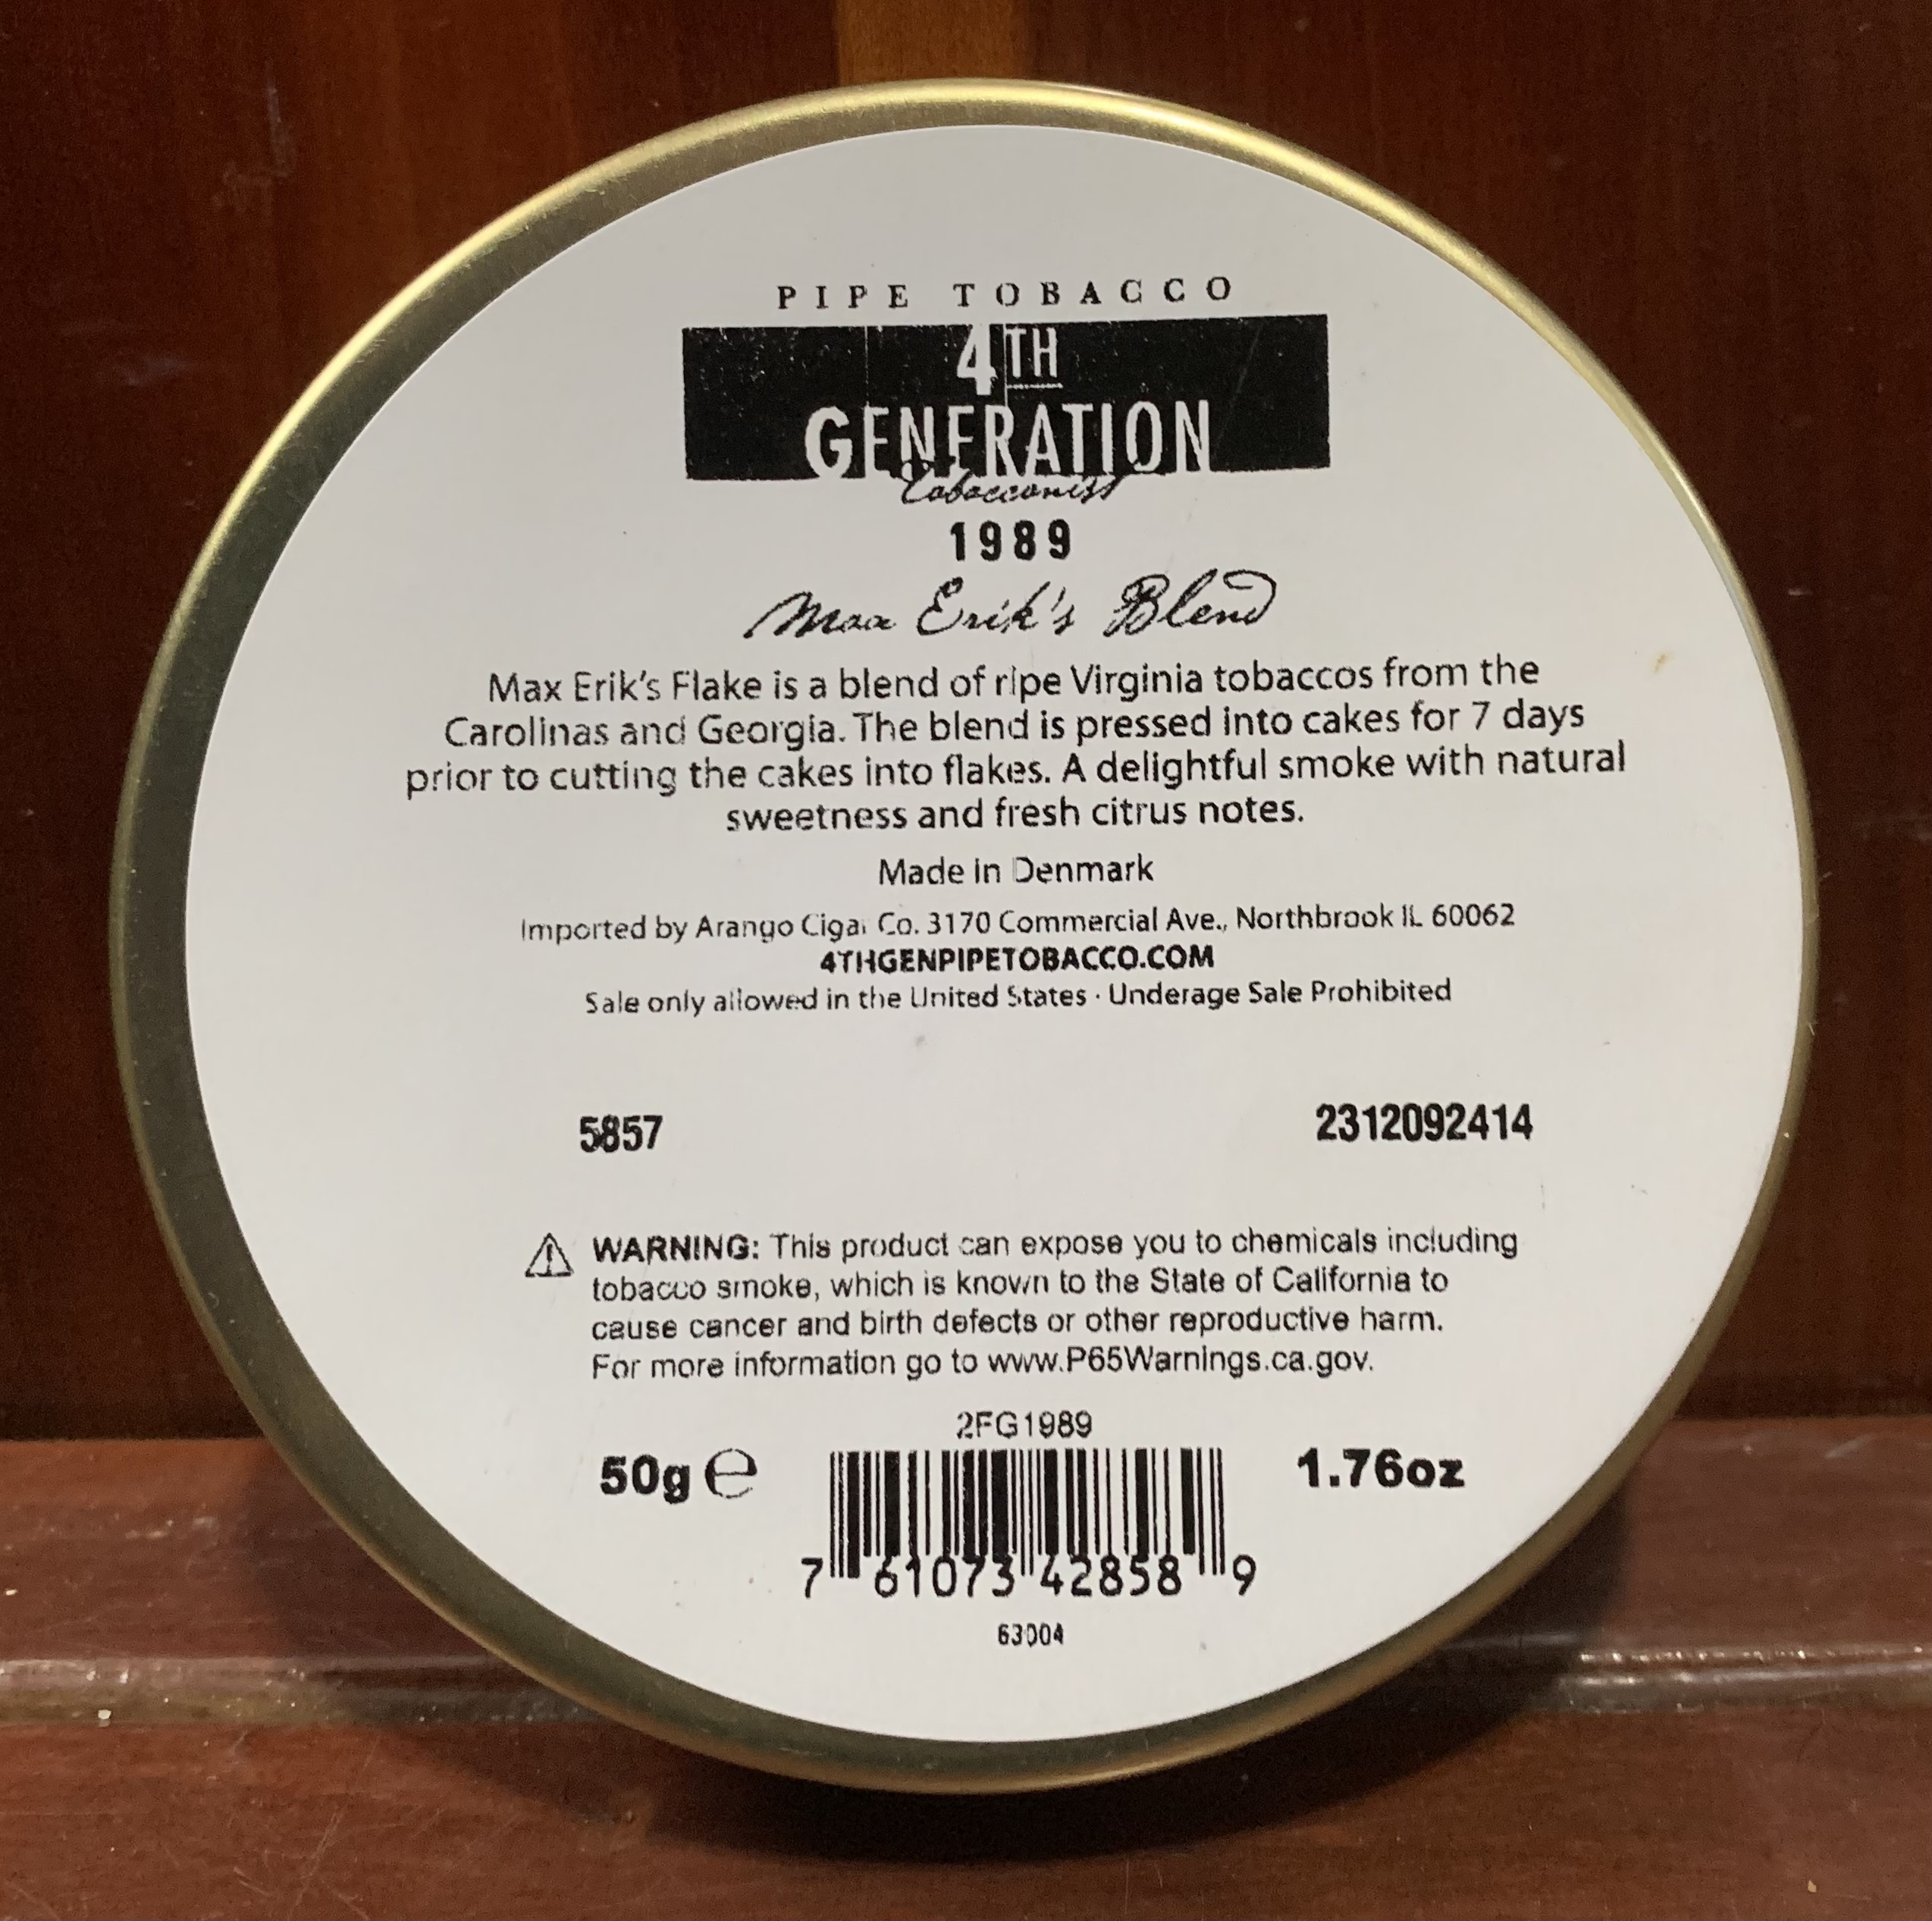 PIPE TOBACCO
4TH
GENERATION
Tobacconist
1989
Max Erik's Blend
Max Erik's Flake is a blend of ripe Virginia tobaccos from the
Carolinas and Georgia. The blend is pressed into cakes for 7 days
prior to cutting the cakes into flakes. A delightful smoke with natural
sweetness and fresh citrus notes.
Made in Denmark
Imported by Arango Cigar Co. 3170 Commercial Ave., Northbrook IL 60062
4THGENPIPETOBACCO.COM
Sale only allowed in the United States · Underage Sale Prohibited
5857 2312092414
⚠ WARNING: This product can expose you to chemicals including
tobacco smoke, which is known to the State of California to
cause cancer and birth defects or other reproductive harm.
For more information go to www.P65Warnings.ca.gov.
2FG1989
50g ℮ 1.76oz
7 61073 42858 9
63004